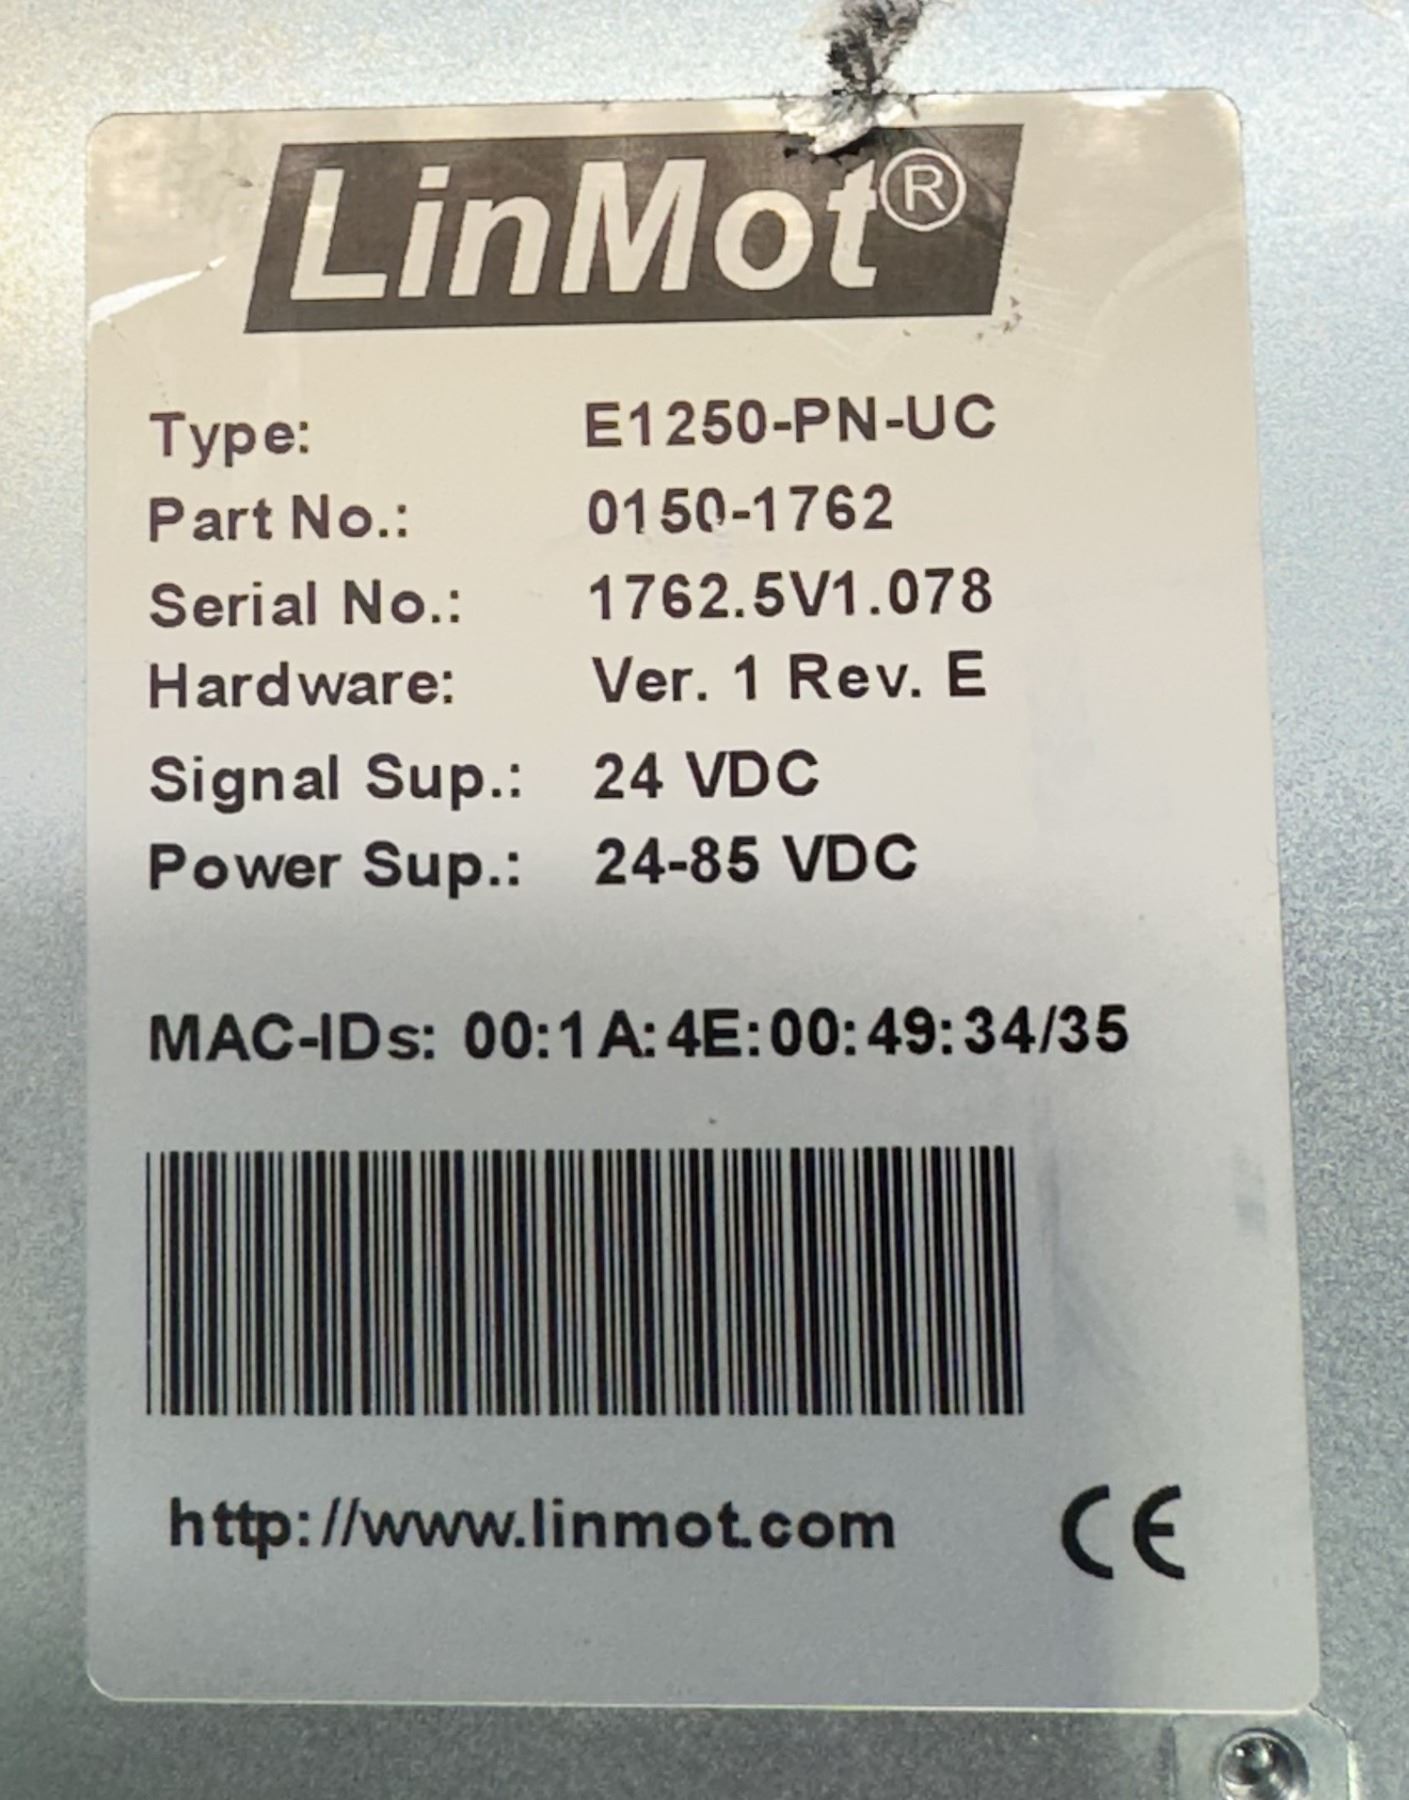 LinMot®
Type: E1250-PN-UC
Part No.: 0150-1762
Serial No.: 1762.5V1.078
Hardware: Ver. 1 Rev. E
Signal Sup.: 24 VDC
Power Sup.: 24-85 VDC
MAC-IDs: 00:1A:4E:00:49:34/35
http://www.linmot.com CE